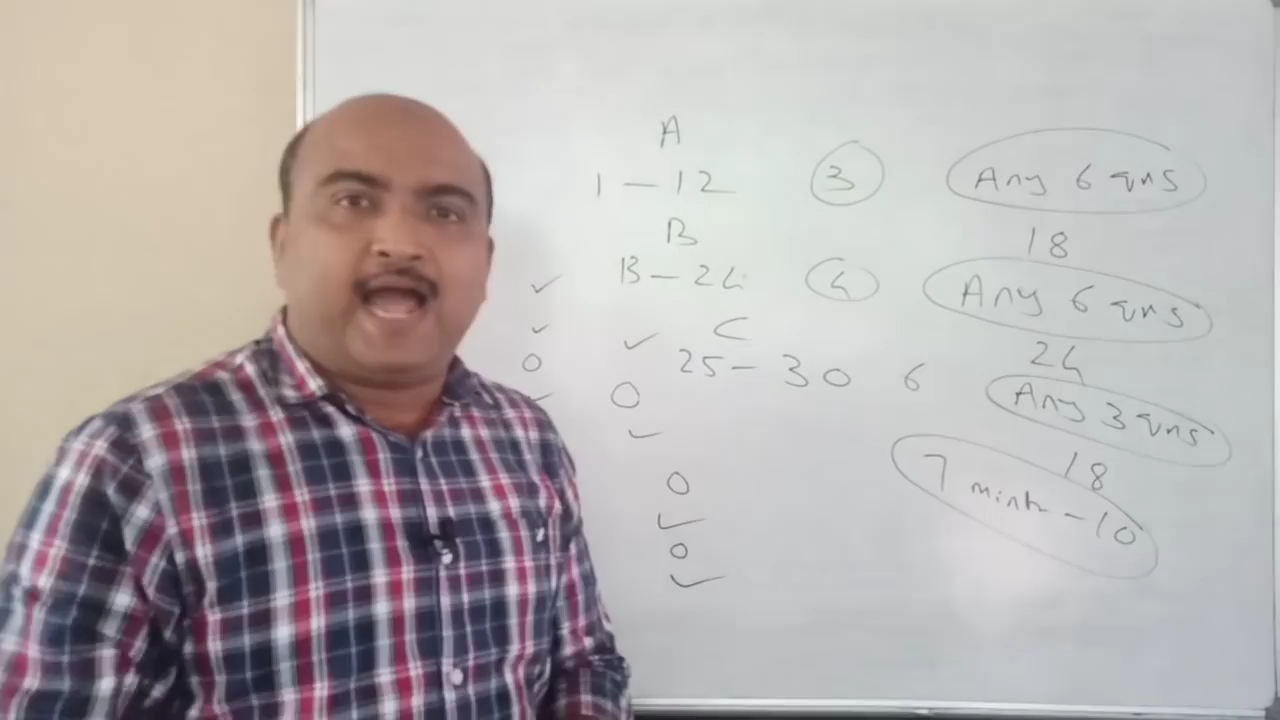 A
1 - 12 3 Any 6 qns
18
B
13 - 24 4 Any 6 qns
24
C
25 - 30 6 Any 3 qns
18
7 - 10